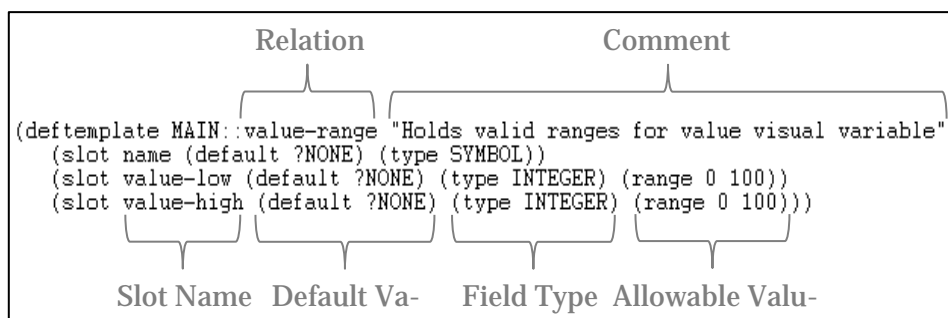 Relation Comment
(deftemplate MAIN::value-range "Holds valid ranges for value visual variable"
(slot name (default ?NONE) (type SYMBOL))
(slot value-low (default ?NONE) (type INTEGER) (range 0 100))
(slot value-high (default ?NONE) (type INTEGER) (range 0 100)))
Slot Name Default Va- Field Type Allowable Valu-